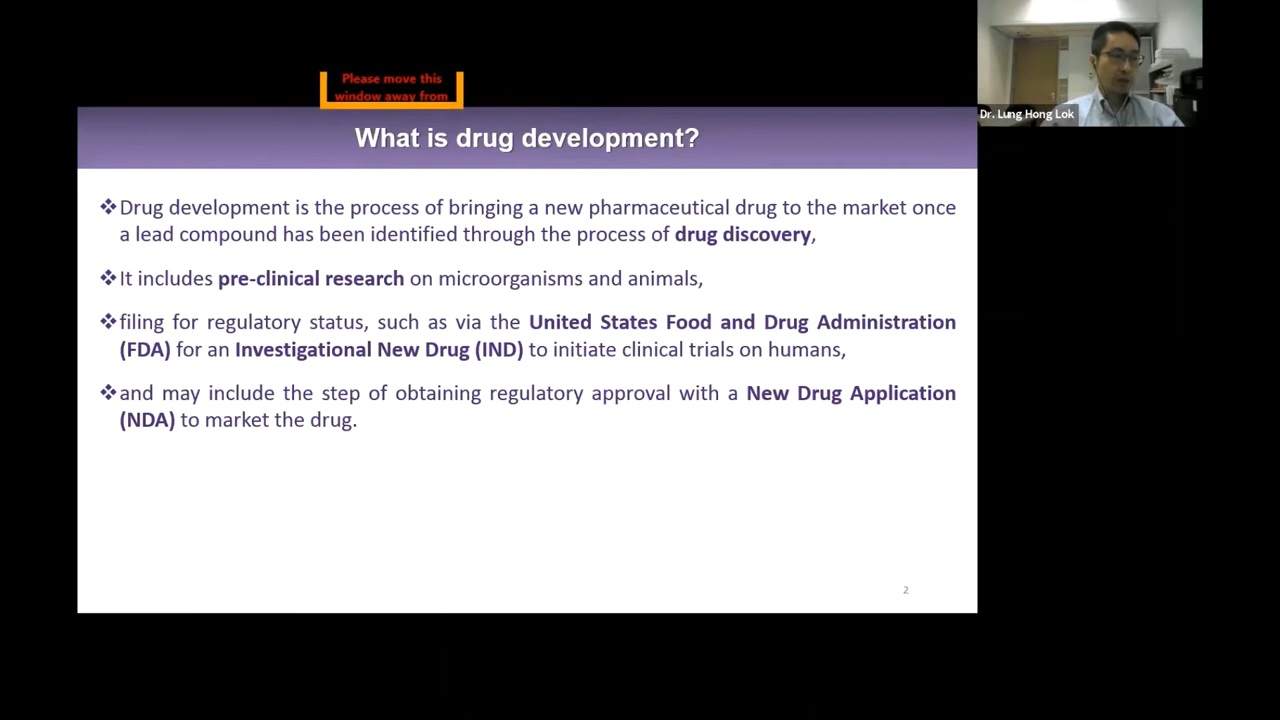 Please move this
window away from
Dr. Lung Hong Lok
What is drug development?
❖Drug development is the process of bringing a new pharmaceutical drug to the market once
a lead compound has been identified through the process of drug discovery,
❖It includes pre-clinical research on microorganisms and animals,
❖filing for regulatory status, such as via the United States Food and Drug Administration
(FDA) for an Investigational New Drug (IND) to initiate clinical trials on humans,
❖and may include the step of obtaining regulatory approval with a New Drug Application
(NDA) to market the drug.
2